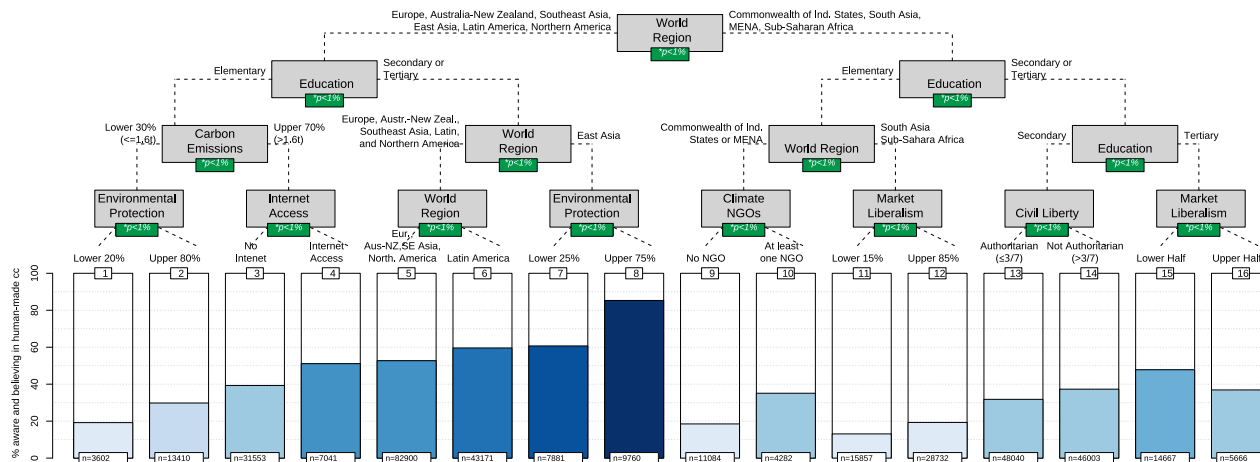 Europe, Australia-New Zealand, Southeast Asia,
East Asia, Latin America, Northern America
World
Region
*p<1%
Commonwealth of Ind. States, South Asia,
MENA, Sub-Saharan Africa
Elementary
Education
*p<1%
Secondary or
Tertiary
Elementary
Education
*p<1%
Secondary or
Tertiary
Lower 30%
(<=1,6t)
Carbon
Emissions
*p<1%
Upper 70%
(>1,6t)
Europe, Austr.-New Zeal.,
Southeast Asia, Latin,
and Northern America
World
Region
*p<1%
East Asia
Commonwealth of Ind.
States or MENA
World Region
*p<1%
South Asia
Sub-Sahara Africa
Secondary
Education
*p<1%
Tertiary
Environmental
Protection
*p<1%
Internet
Access
*p<1%
World
Region
*p<1%
Environmental
Protection
*p<1%
Climate
NGOs
*p<1%
Market
Liberalism
*p<1%
Civil Liberty
*p<1%
Market
Liberalism
*p<1%
Lower 20%
Upper 80%
No
Intenet
Internet
Access
Eur.,
Aus-NZ,SE Asia,
North. America
Latin America
Lower 25%
Upper 75%
No NGO
At least
one NGO
Lower 15%
Upper 85%
Authoritarian
(≤3/7)
Not Authoritarian
(>3/7)
Lower Half
Upper Half
1 2 3 4 5 6 7 8 9 10 11 12 13 14 15 16
% aware and believing in human-made cc
100
80
60
40
20
0
n=3602 n=13410 n=31553 n=7041 n=82900 n=43171 n=7881 n=9760 n=11084 n=4282 n=15857 n=28732 n=48040 n=46003 n=14667 n=5666